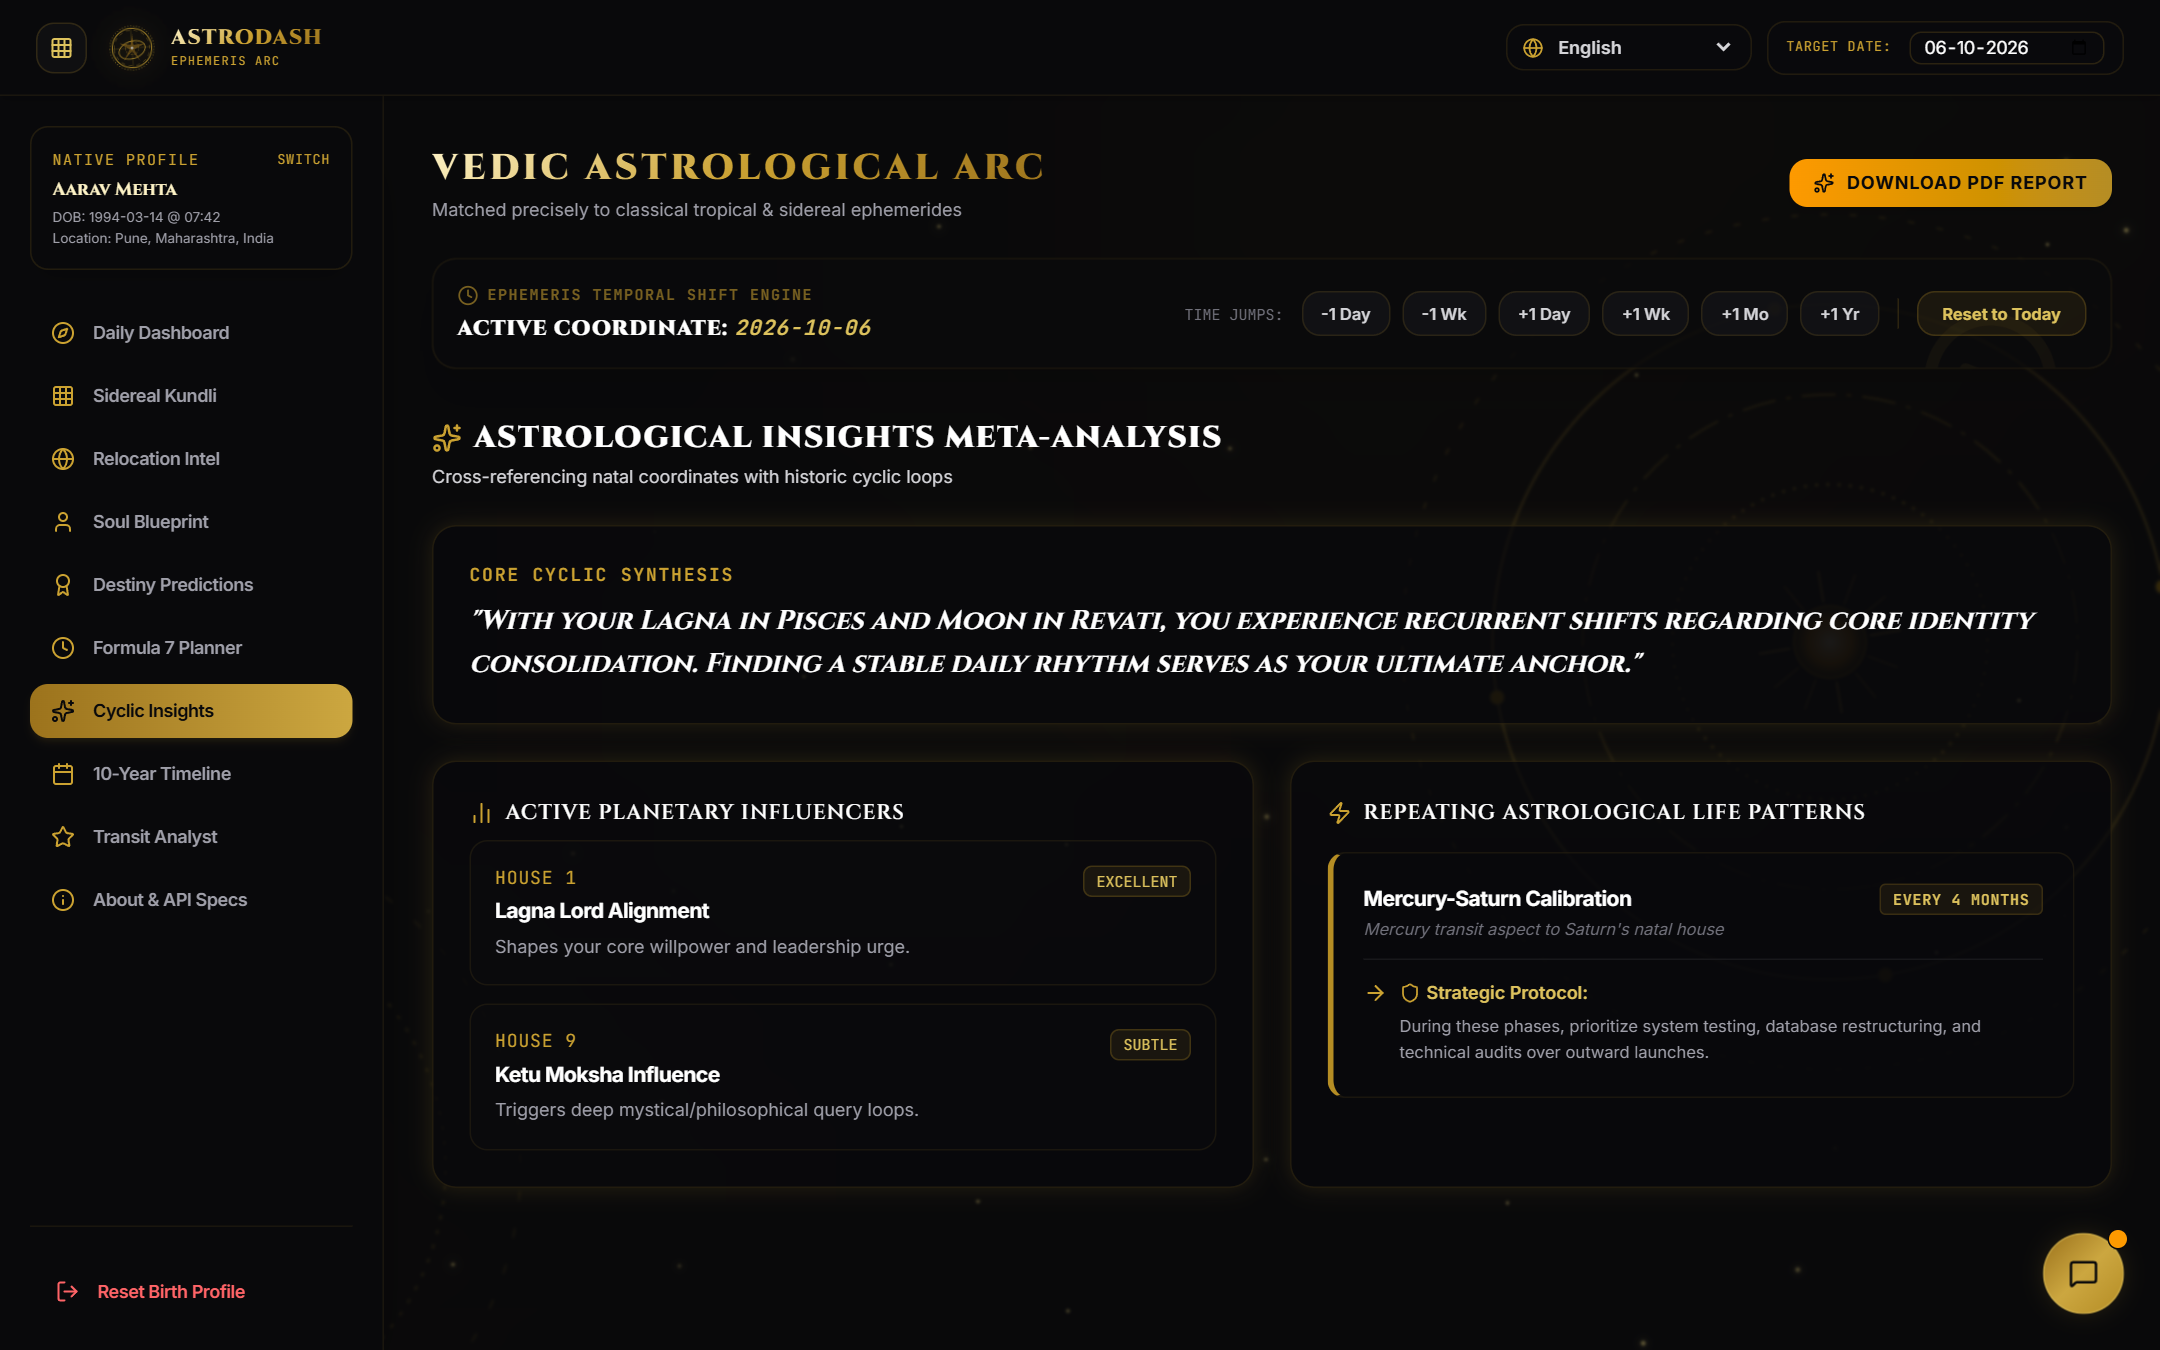 ASTRODASH
EPHEMERIS ARC
English
TARGET DATE:
06-10-2026
NATIVE PROFILE
SWITCH
AARAV MEHTA
DOB: 1994-03-14 @ 07:42
Location: Pune, Maharashtra, India
Daily Dashboard
Sidereal Kundli
Relocation Intel
Soul Blueprint
Destiny Predictions
Formula 7 Planner
Cyclic Insights
10-Year Timeline
Transit Analyst
About & API Specs
Reset Birth Profile
VEDIC ASTROLOGICAL ARC
Matched precisely to classical tropical & sidereal ephemerides
DOWNLOAD PDF REPORT
EPHEMERIS TEMPORAL SHIFT ENGINE
ACTIVE COORDINATE: 2026-10-06
TIME JUMPS:
-1 Day
-1 Wk
+1 Day
+1 Wk
+1 Mo
+1 Yr
Reset to Today
ASTROLOGICAL INSIGHTS META-ANALYSIS
Cross-referencing natal coordinates with historic cyclic loops
CORE CYCLIC SYNTHESIS
"WITH YOUR LAGNA IN PISCES AND MOON IN REVATI, YOU EXPERIENCE RECURRENT SHIFTS REGARDING CORE IDENTITY
CONSOLIDATION. FINDING A STABLE DAILY RHYTHM SERVES AS YOUR ULTIMATE ANCHOR."
ACTIVE PLANETARY INFLUENCERS
HOUSE 1
EXCELLENT
Lagna Lord Alignment
Shapes your core willpower and leadership urge.
HOUSE 9
SUBTLE
Ketu Moksha Influence
Triggers deep mystical/philosophical query loops.
REPEATING ASTROLOGICAL LIFE PATTERNS
Mercury-Saturn Calibration
EVERY 4 MONTHS
Mercury transit aspect to Saturn's natal house
Strategic Protocol:
During these phases, prioritize system testing, database restructuring, and
technical audits over outward launches.